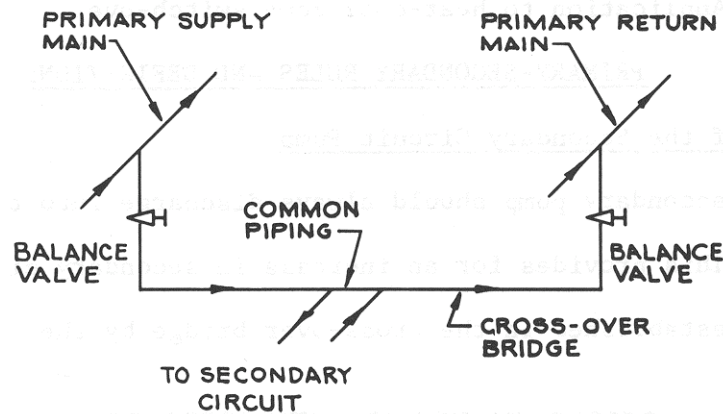 PRIMARY SUPPLY
MAIN
PRIMARY RETURN
MAIN
COMMON
PIPING
BALANCE
VALVE
BALANCE
VALVE
CROSS-OVER
BRIDGE
TO SECONDARY
CIRCUIT